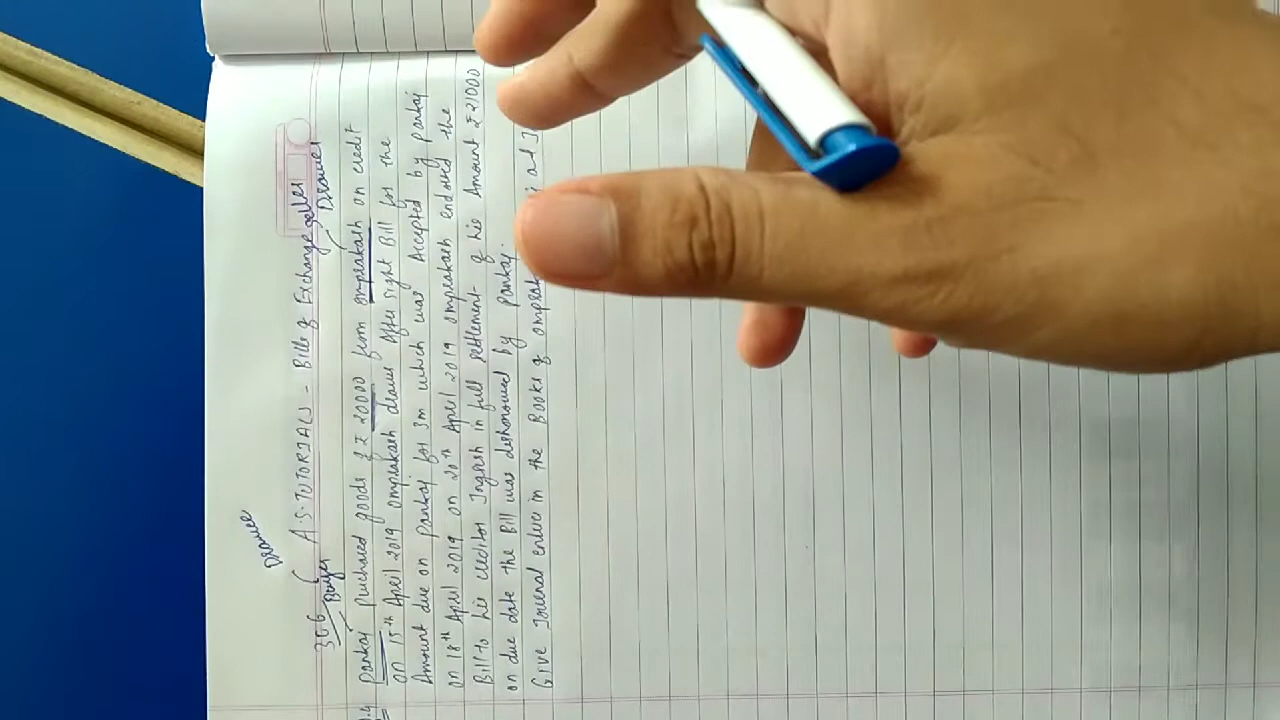 Drawee
366 A.S.TUTORIALS - Bills of Exchange seller
Buyer Drawer
Pankaj purchased goods of ₹ 20000 from omprakash on credit
on 15th April 2019 omprakash draws After sight Bill for the
Amount due on Pankaj for 3m which was Accepted by Pankaj
on 18th April 2019 on 20th April 2019 omprakash endorsed the
Bill to his creditor Ingersh in full settlement of his Amount ₹ 21000
on due date the Bill was dishonoured by Pankaj.
Give Journal entries in the Books of